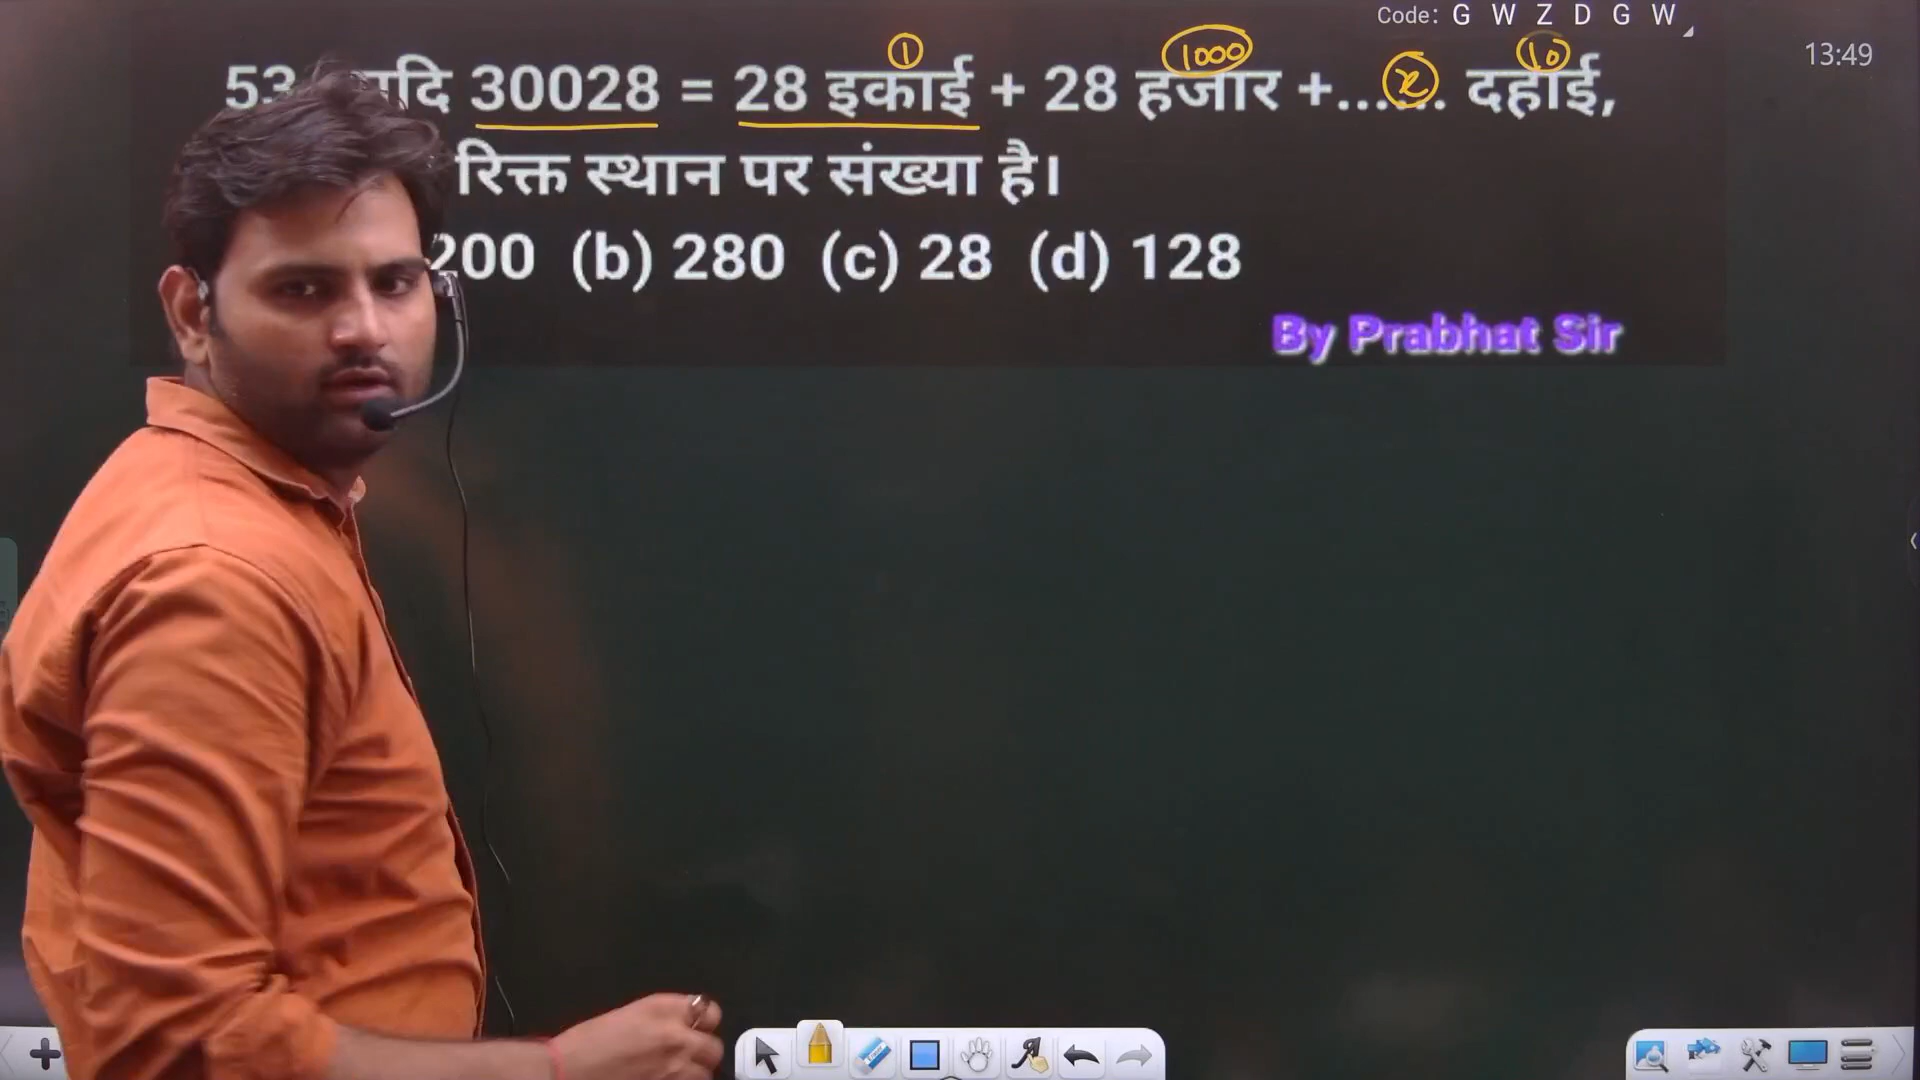 Code: G W Z D G W
13:49
① 1000 10
53 यदि 30028 = 28 इकाई + 28 हजार +...x... दहाई,
रिक्त स्थान पर संख्या है।
200 (b) 280 (c) 28 (d) 128
By Prabhat Sir